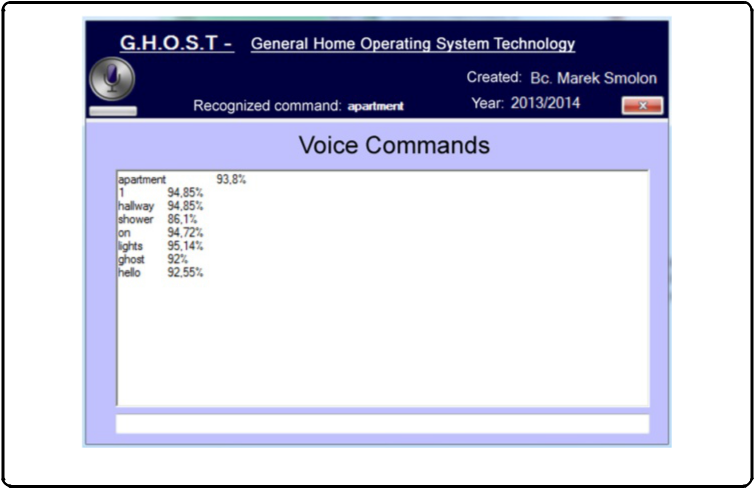 G.H.O.S.T - General Home Operating System Technology
Created: Bc. Marek Smolon
Recognized command: apartment Year: 2013/2014
x
Voice Commands
apartment 93,8%
1 94,85%
hallway 94,85%
shower 86,1%
on 94,72%
lights 95,14%
ghost 92%
hello 92,55%